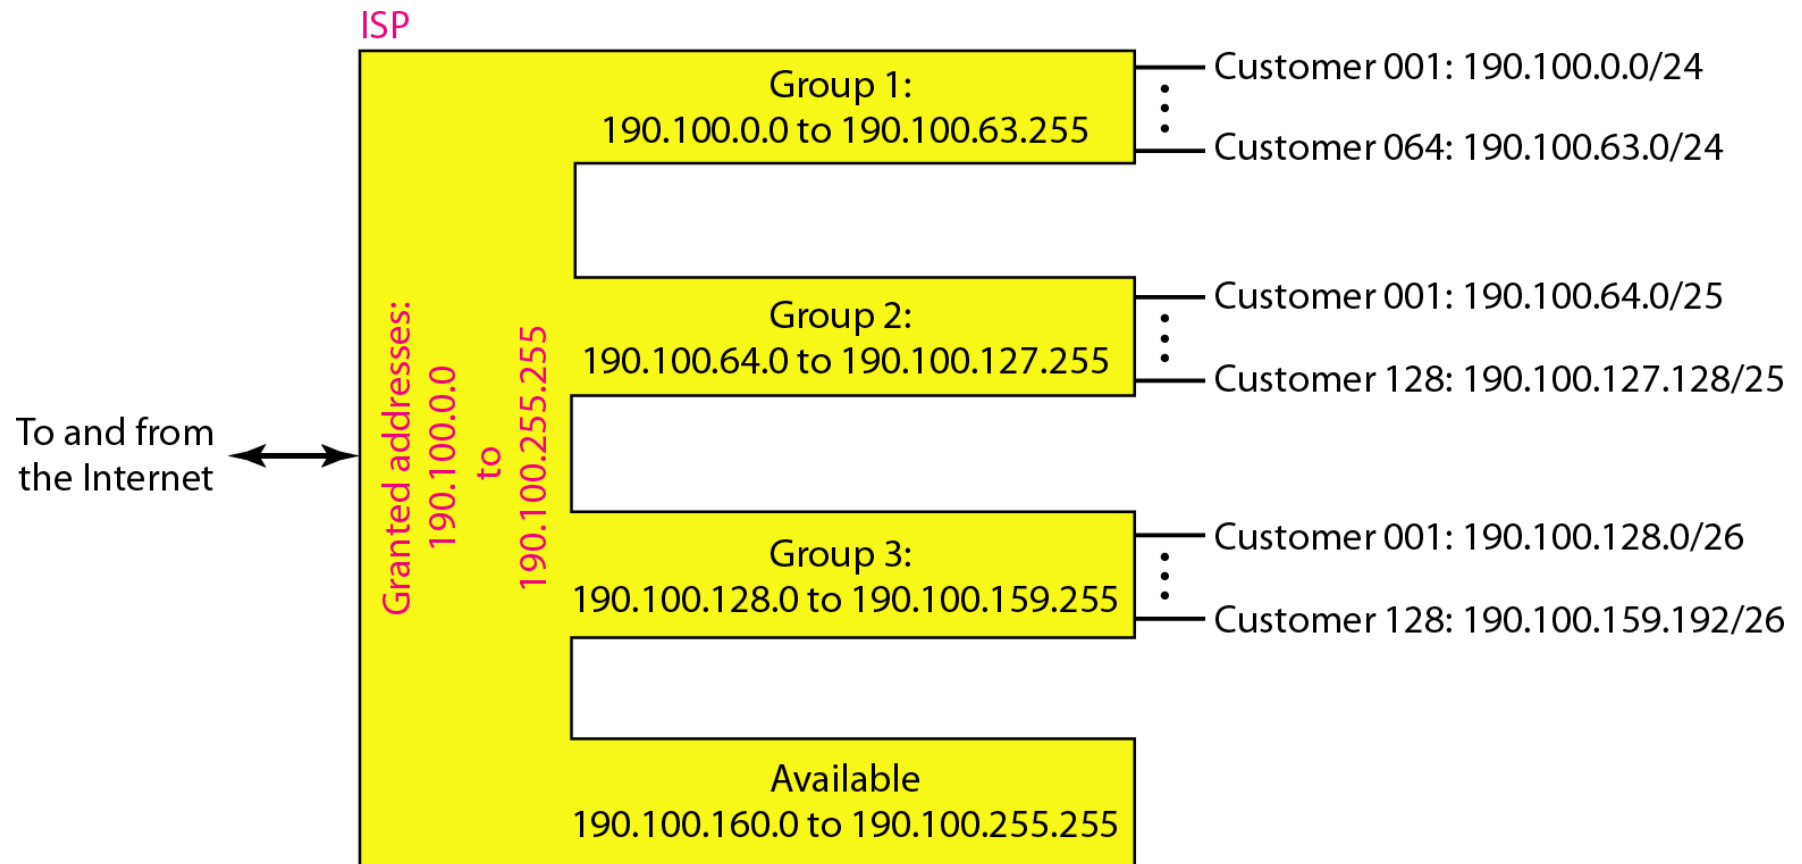 ISP
Group 1:
190.100.0.0 to 190.100.63.255
Customer 001: 190.100.0.0/24
Customer 064: 190.100.63.0/24
Group 2:
190.100.64.0 to 190.100.127.255
Customer 001: 190.100.64.0/25
Customer 128: 190.100.127.128/25
To and from
the Internet
Granted addresses:
190.100.0.0
to
190.100.255.255
Group 3:
190.100.128.0 to 190.100.159.255
Customer 001: 190.100.128.0/26
Customer 128: 190.100.159.192/26
Available
190.100.160.0 to 190.100.255.255